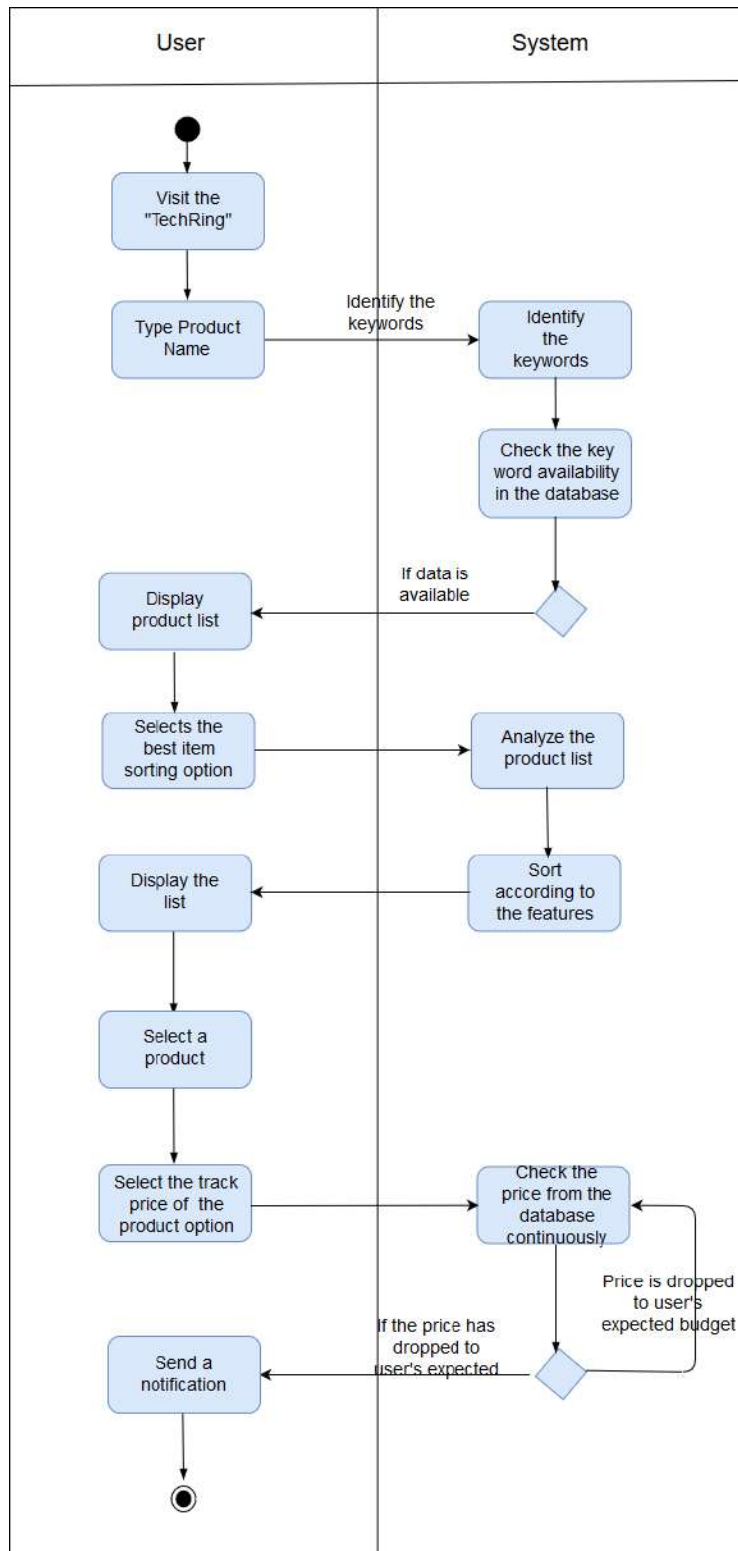 User
System
Visit the
"TechRing"
Type Product
Name
Identify the
keywords
Identify
the
keywords
Check the key
word availability
in the database
If data is
available
Display
product list
Selects the
best item
sorting option
Analyze the
product list
Sort
according to
the features
Display the
list
Select a
product
Select the track
price of the
product option
Check the
price from the
database
continuously
Price is dropped
to user's
expected budget
If the price has
dropped to
user's expected
Send a
notification